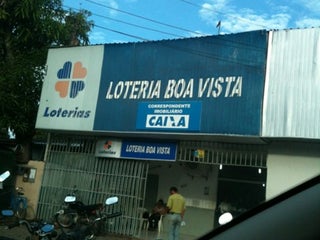 Loterias
LOTERIA BOA VISTA
CORRESPONDENTE
IMOBILIÁRIO
CAIXA
LOTERIA BOA VISTA